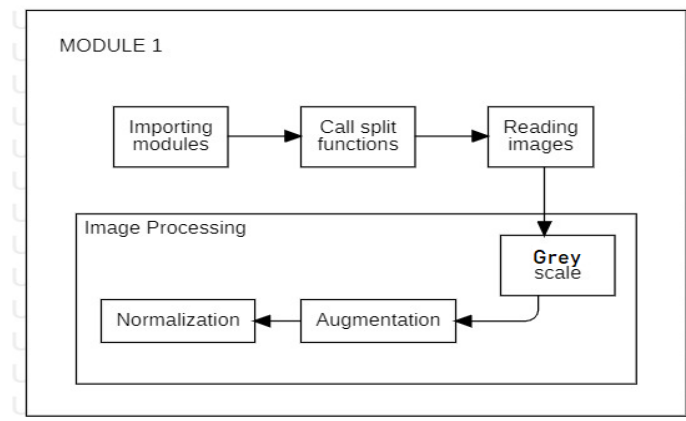 MODULE 1
Importing
modules
Call split
functions
Reading
images
Image Processing
Grey
scale
Normalization
Augmentation